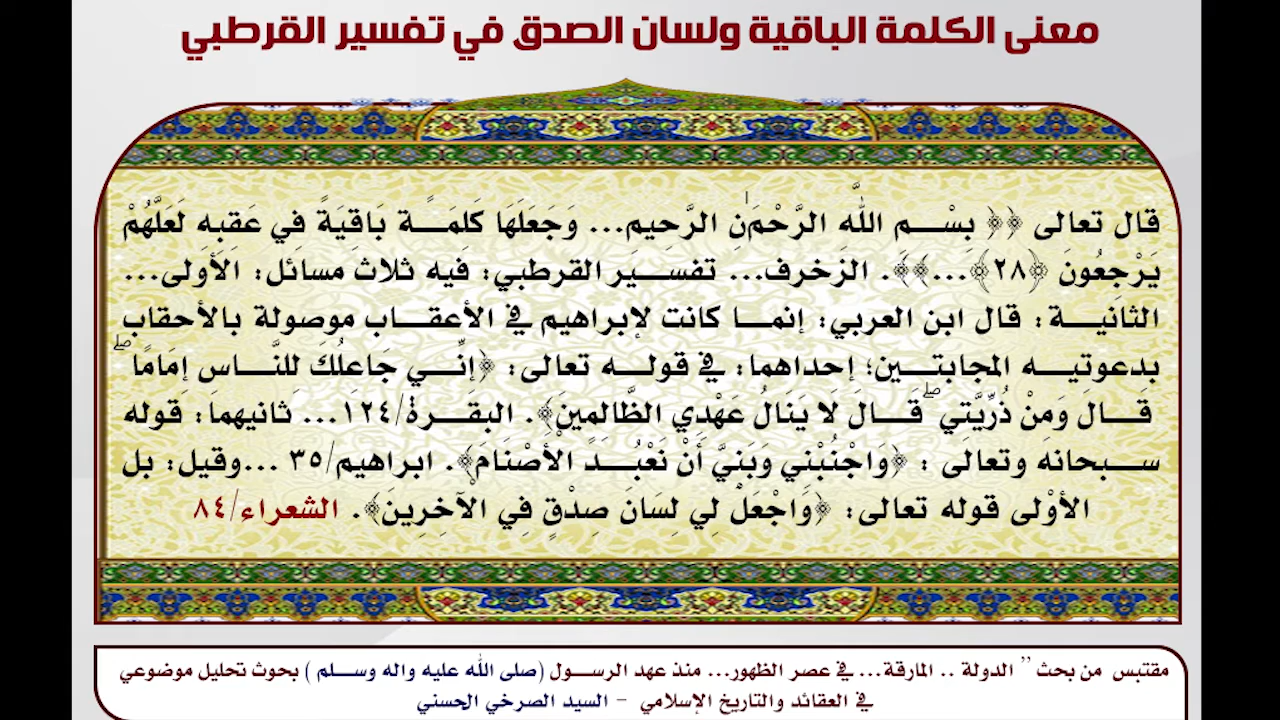 معنى الكلمة الباقية ولسان الصدق في تفسير القرطبي
قال تعالى ﴿﴿ بِسْمِ اللَّهِ الرَّحْمَٰنِ الرَّحِيمِ... وَجَعَلَهَا كَلِمَةً بَاقِيَةً فِي عَقِبِهِ لَعَلَّهُمْ
يَرْجِعُونَ ﴿٢٨﴾...﴾﴾. الزخرف... تفسير القرطبي: فيه ثلاث مسائل: الأولى...
الثانية: قال ابن العربي: إنما كانت لإبراهيم في الأعقاب موصولة بالأحقاب
بدعوتيه المجابتين؛ إحداهما: في قوله تعالى: ﴿إِنِّي جَاعِلُكَ لِلنَّاسِ إِمَامًا ۖ
قَالَ وَمِنْ ذُرِّيَّتِي ۖ قَالَ لَا يَنَالُ عَهْدِي الظَّالِمِينَ﴾. البقرة/١٢٤... ثانيهما: قوله
سبحانه وتعالى : ﴿وَاجْنُبْنِي وَبَنِيَّ أَنْ نَعْبُدَ الْأَصْنَامَ﴾. ابراهيم/٣٥ ...وقيل: بل
الأولى قوله تعالى: ﴿وَاجْعَلْ لِي لِسَانَ صِدْقٍ فِي الْآخِرِينَ﴾. الشعراء/٨٤
مقتبس من بحث " الدولة .. المارقة... في عصر الظهور... منذ عهد الرسول (صلى الله عليه واله وسلم ) بحوث تحليل موضوعي
في العقائد والتاريخ الإسلامي - السيد الصرخي الحسني